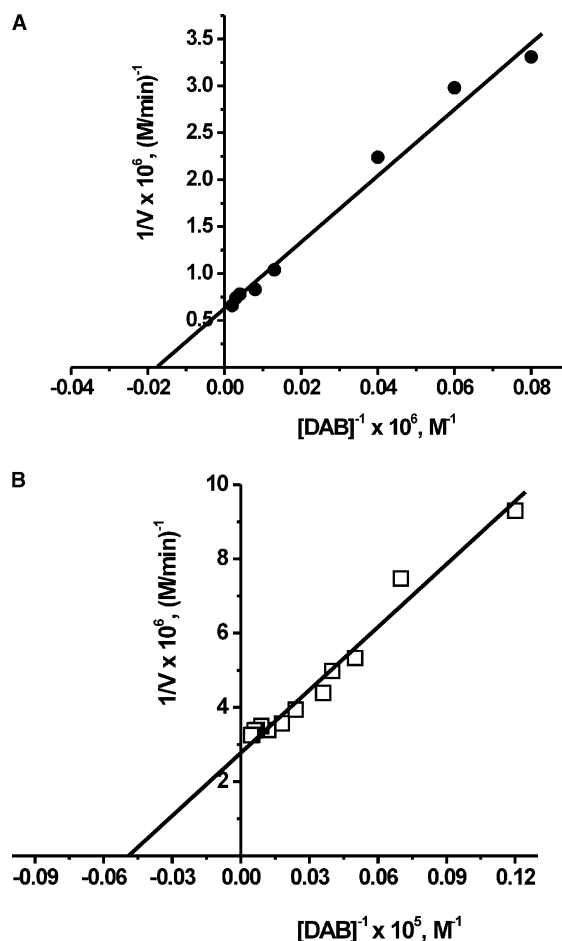 A
1/V x 10⁶, (M/min)⁻¹
3.5
3.0
2.5
2.0
1.5
1.0
0.5
-0.04 -0.02 0.00 0.02 0.04 0.06 0.08
[DAB]⁻¹ x 10⁶, M⁻¹
B
1/V x 10⁶, (M/min)⁻¹
10
8
6
4
2
-0.09 -0.06 -0.03 0.00 0.03 0.06 0.09 0.12
[DAB]⁻¹ x 10⁵, M⁻¹